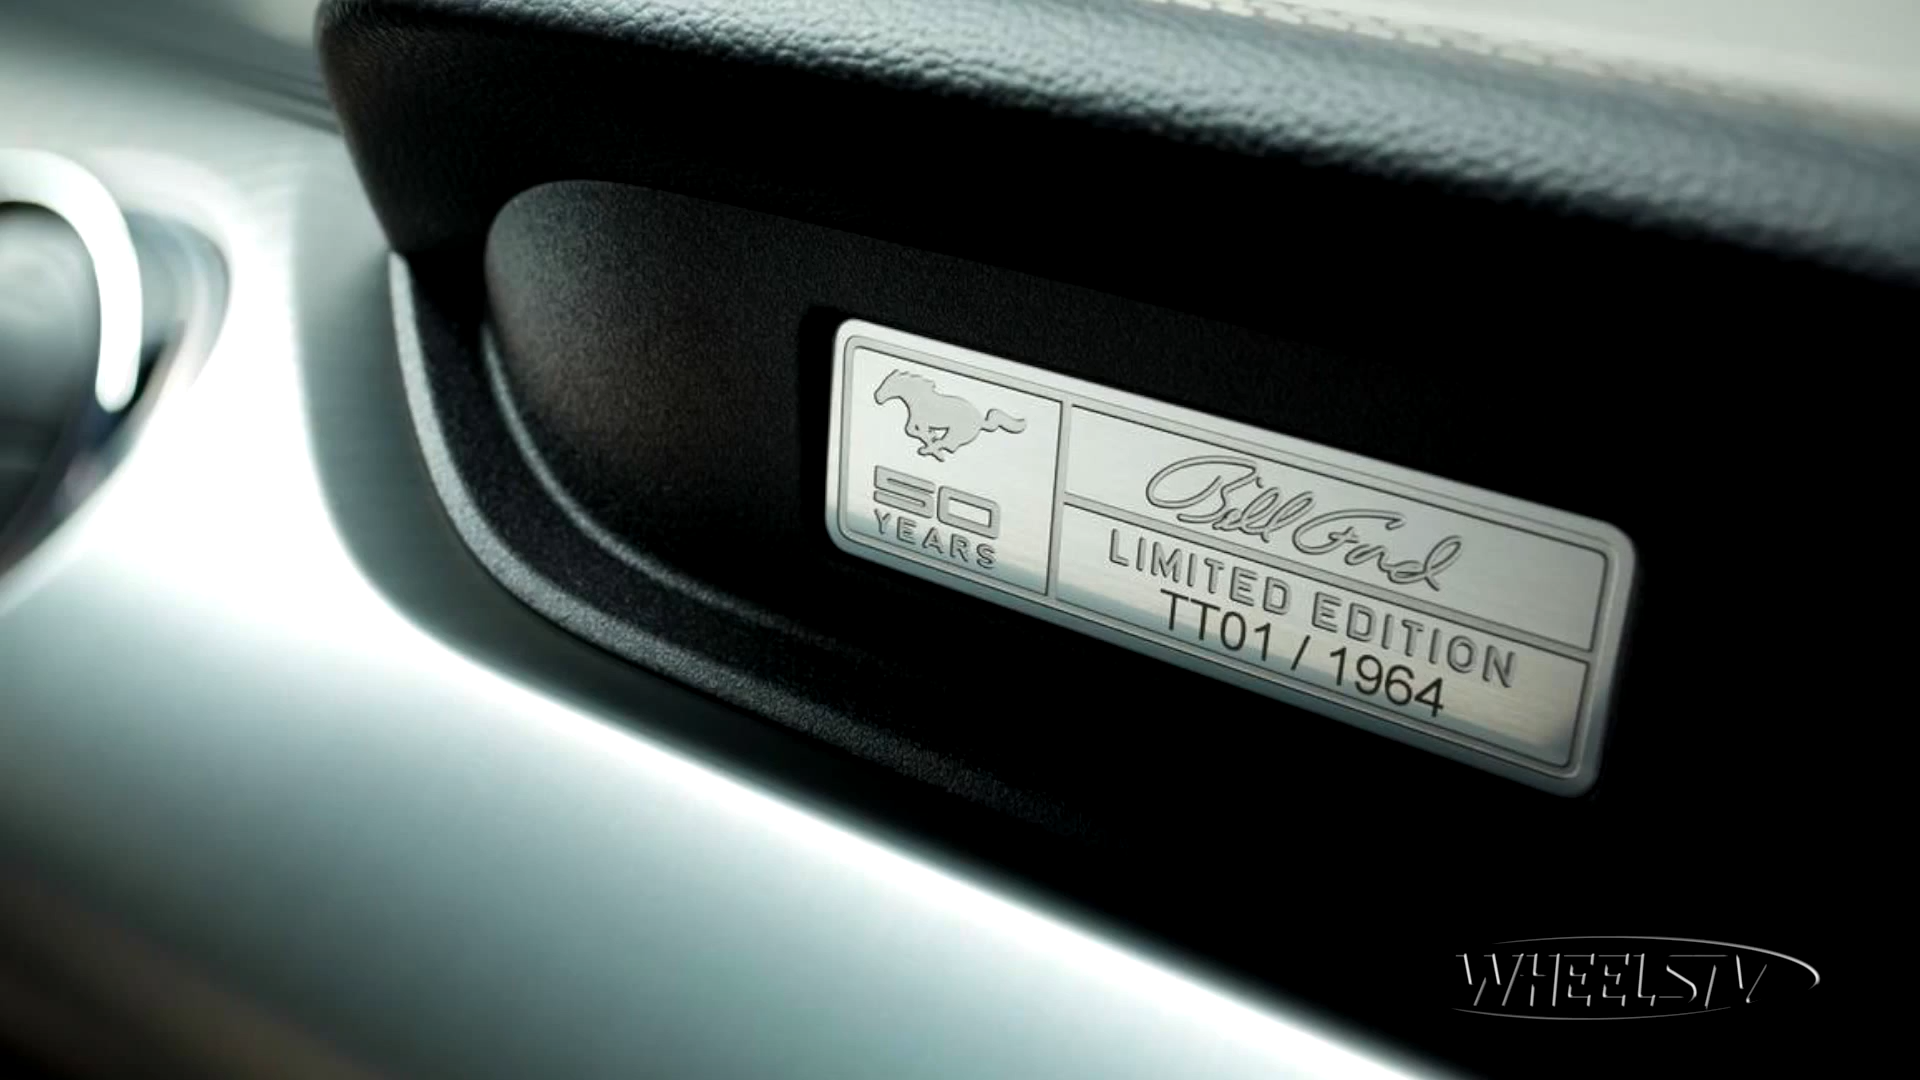 50
YEARS
Bill Ford
LIMITED EDITION
TT01 / 1964
WHEELSTV